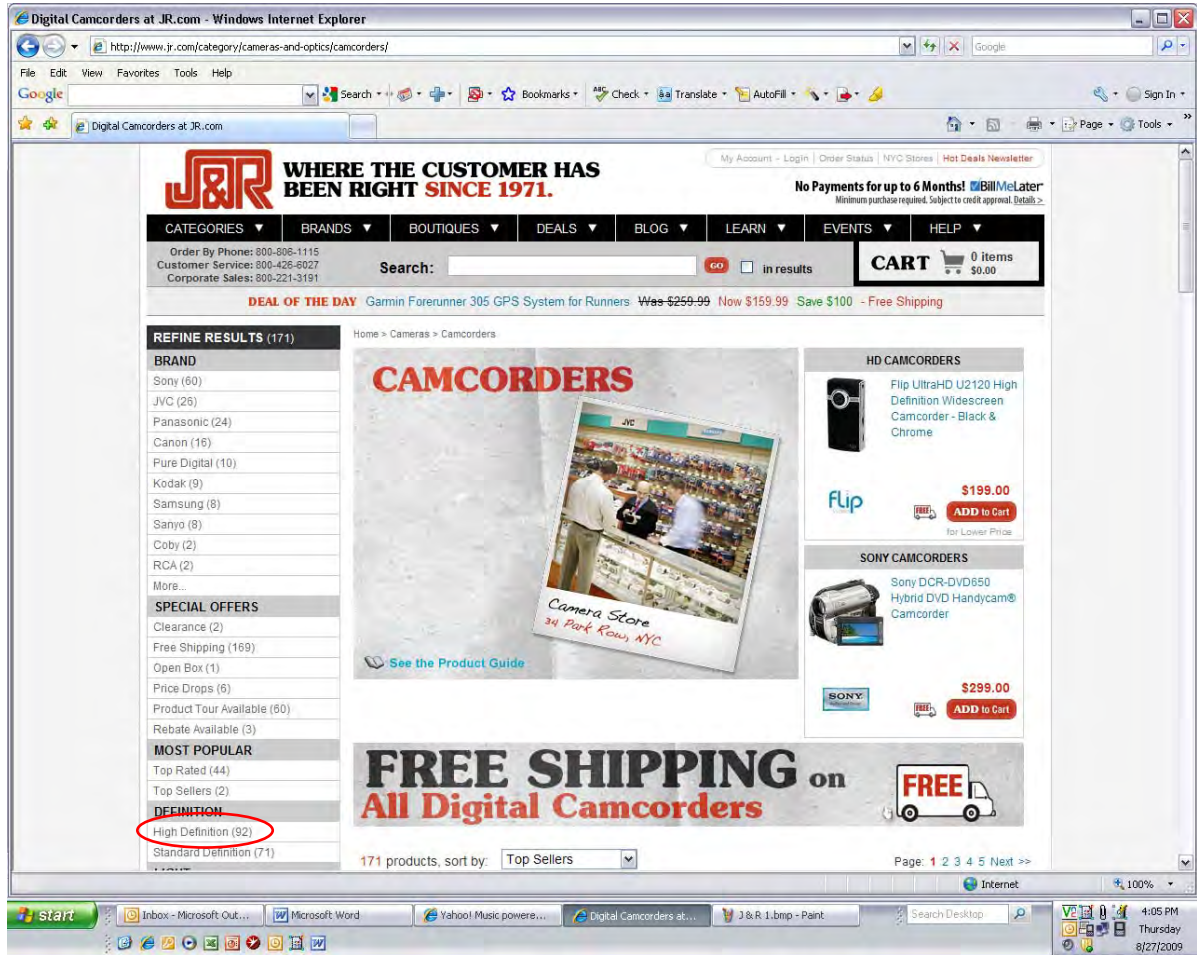 Digital Camcorders at JR.com - Windows Internet Explorer
http://www.jr.com/category/cameras-and-optics/camcorders/
Google
File Edit View Favorites Tools Help
Google Search Bookmarks Check Translate AutoFill Sign In
Digital Camcorders at JR.com
Page Tools
J&R
WHERE THE CUSTOMER HAS
BEEN RIGHT SINCE 1971.
My Account - Login | Order Status | NYC Stores | Hot Deals Newsletter
No Payments for up to 6 Months! BillMeLater
Minimum purchase required. Subject to credit approval. Details >
CATEGORIES BRANDS BOUTIQUES DEALS BLOG LEARN EVENTS HELP
Order By Phone: 800-806-1115
Customer Service: 800-426-6027
Corporate Sales: 800-221-3191
Search: GO in results
CART 0 items
$0.00
DEAL OF THE DAY Garmin Forerunner 305 GPS System for Runners Was $259.99 Now $159.99 Save $100 - Free Shipping
REFINE RESULTS (171)
BRAND
Sony (60)
JVC (26)
Panasonic (24)
Canon (16)
Pure Digital (10)
Kodak (9)
Samsung (8)
Sanyo (8)
Coby (2)
RCA (2)
More...
SPECIAL OFFERS
Clearance (2)
Free Shipping (169)
Open Box (1)
Price Drops (6)
Product Tour Available (60)
Rebate Available (3)
MOST POPULAR
Top Rated (44)
Top Sellers (2)
DEFINITION
High Definition (92)
Standard Definition (71)
Home > Cameras > Camcorders
CAMCORDERS
JVC
Camera Store
34 Park Row, NYC
See the Product Guide
HD CAMCORDERS
Flip UltraHD U2120 High
Definition Widescreen
Camcorder - Black &
Chrome
flip
$199.00
FREE ADD to Cart
for Lower Price
SONY CAMCORDERS
Sony DCR-DVD650
Hybrid DVD Handycam®
Camcorder
SONY
$299.00
FREE ADD to Cart
FREE SHIPPING on
All Digital Camcorders
FREE
171 products, sort by: Top Sellers
Page: 1 2 3 4 5 Next >>
Internet 100%
start
Inbox - Microsoft Out...
Microsoft Word
Yahoo! Music powere...
Digital Camcorders at...
J & R 1.bmp - Paint
Search Desktop
4:05 PM
Thursday
8/27/2009